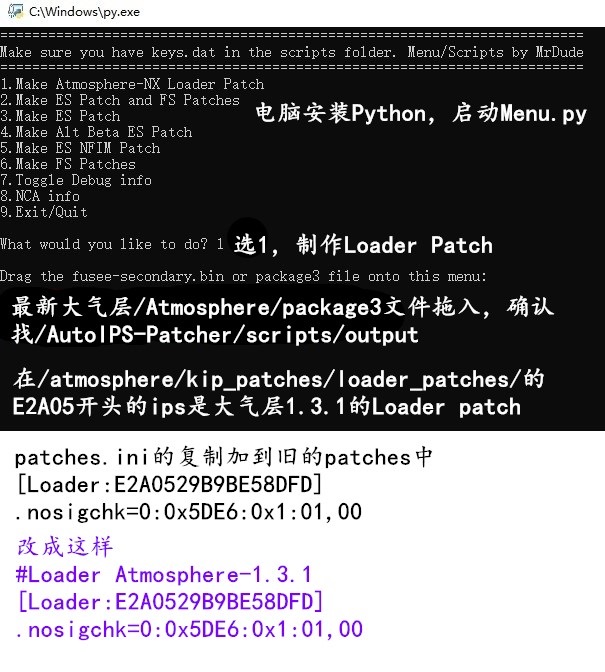 C:\Windows\py.exe
==========================================================================
Make sure you have keys.dat in the scripts folder. Menu/Scripts by MrDude
==========================================================================
1.Make Atmosphere-NX Loader Patch
2.Make ES Patch and FS Patches
3.Make ES Patch
4.Make Alt Beta ES Patch
5.Make ES NFIM Patch
6.Make FS Patches
7.Toggle Debug info
8.NCA info
9.Exit/Quit
电脑安装Python, 启动Menu.py
What would you like to do? 1 选1, 制作Loader Patch
Drag the fusee-secondary.bin or package3 file onto this menu:
最新大气层/Atmosphere/package3文件拖入, 确认
找/AutoIPS-Patcher/scripts/output
在/atmosphere/kip_patches/loader_patches/的
E2A05开头的ips是大气层1.3.1的Loader patch
patches.ini的复制加到旧的patches中
[Loader:E2A0529B9BE58DFD]
.nosigchk=0:0x5DE6:0x1:01,00
改成这样
#Loader Atmosphere-1.3.1
[Loader:E2A0529B9BE58DFD]
.nosigchk=0:0x5DE6:0x1:01,00